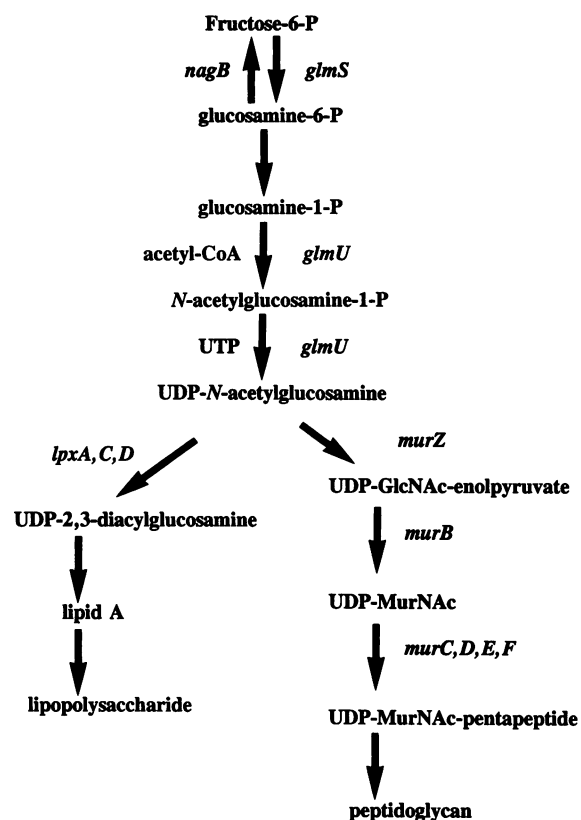 Fructose-6-P
nagB glmS
glucosamine-6-P
glucosamine-1-P
acetyl-CoA glmU
N-acetylglucosamine-1-P
UTP glmU
UDP-N-acetylglucosamine
lpxA,C,D
UDP-2,3-diacylglucosamine
lipid A
lipopolysaccharide
murZ
UDP-GlcNAc-enolpyruvate
murB
UDP-MurNAc
murC,D,E,F
UDP-MurNAc-pentapeptide
peptidoglycan